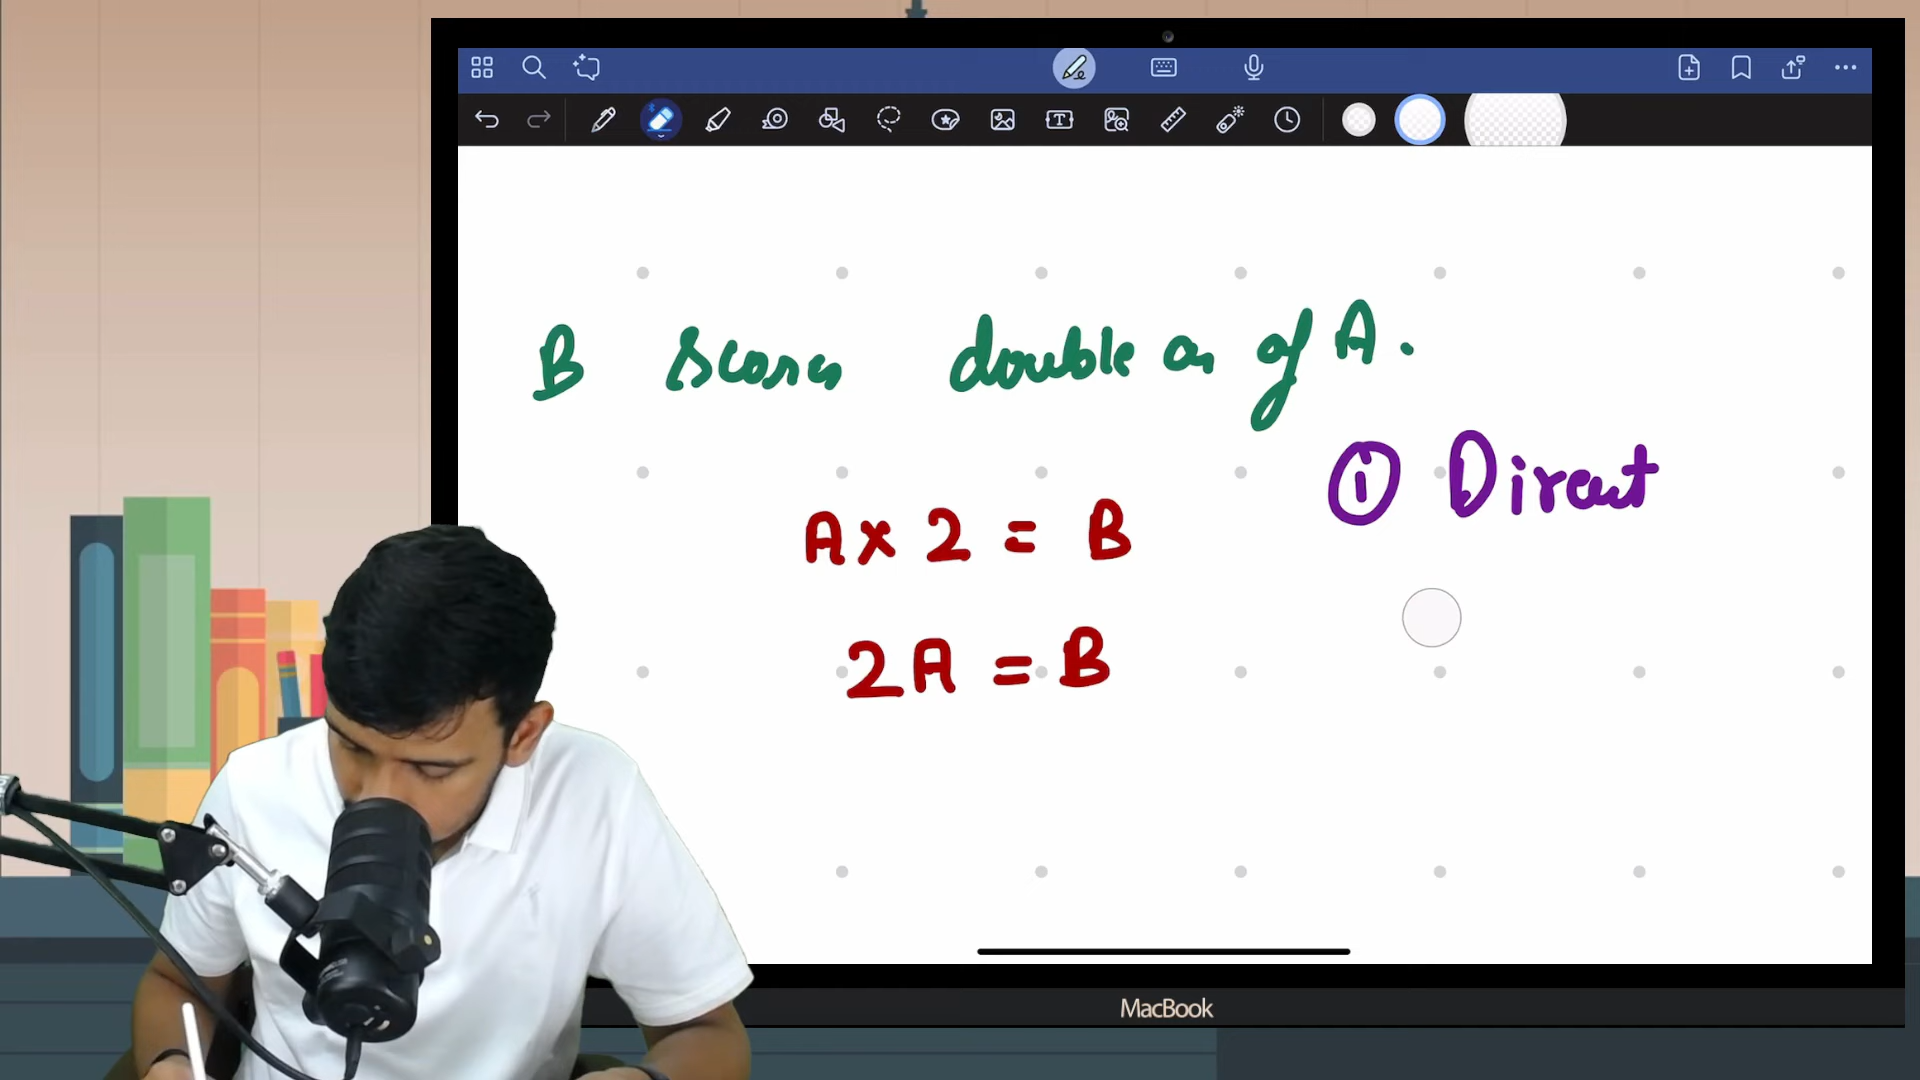 B scores double as of A.
① Direct
A x 2 = B
2A = B
MacBook